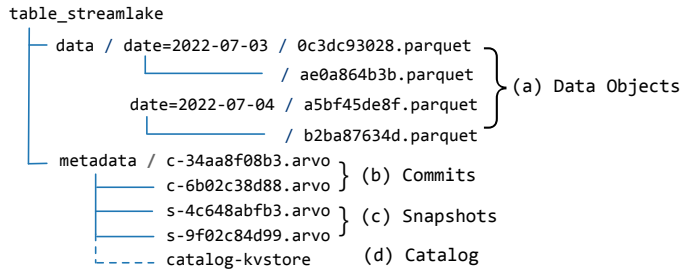 table_streamlake
data / date=2022-07-03 / 0c3dc93028.parquet
/ ae0a864b3b.parquet
(a) Data Objects
date=2022-07-04 / a5bf45de8f.parquet
/ b2ba87634d.parquet
metadata / c-34aa8f08b3.arvo
(b) Commits
c-6b02c38d88.arvo
s-4c648abfb3.arvo
(c) Snapshots
s-9f02c84d99.arvo
catalog-kvstore (d) Catalog